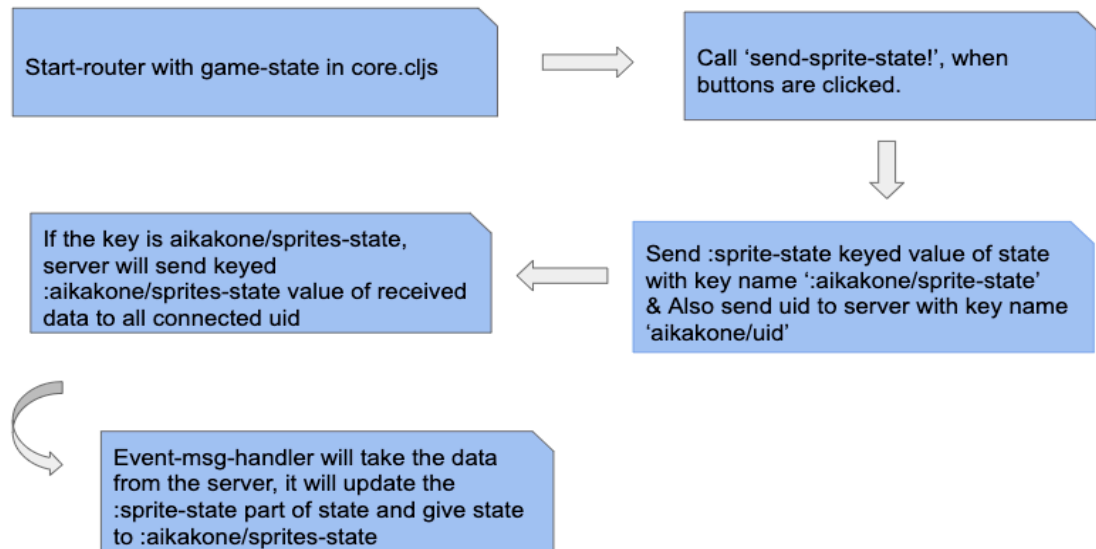 Start-router with game-state in core.cljs
Call ‘send-sprite-state!’, when
buttons are clicked.
Send :sprite-state keyed value of state
with key name ‘:aikakone/sprite-state’
& Also send uid to server with key name
‘aikakone/uid’
If the key is aikakone/sprites-state,
server will send keyed
:aikakone/sprites-state value of received
data to all connected uid
Event-msg-handler will take the data
from the server, it will update the
:sprite-state part of state and give state
to :aikakone/sprites-state